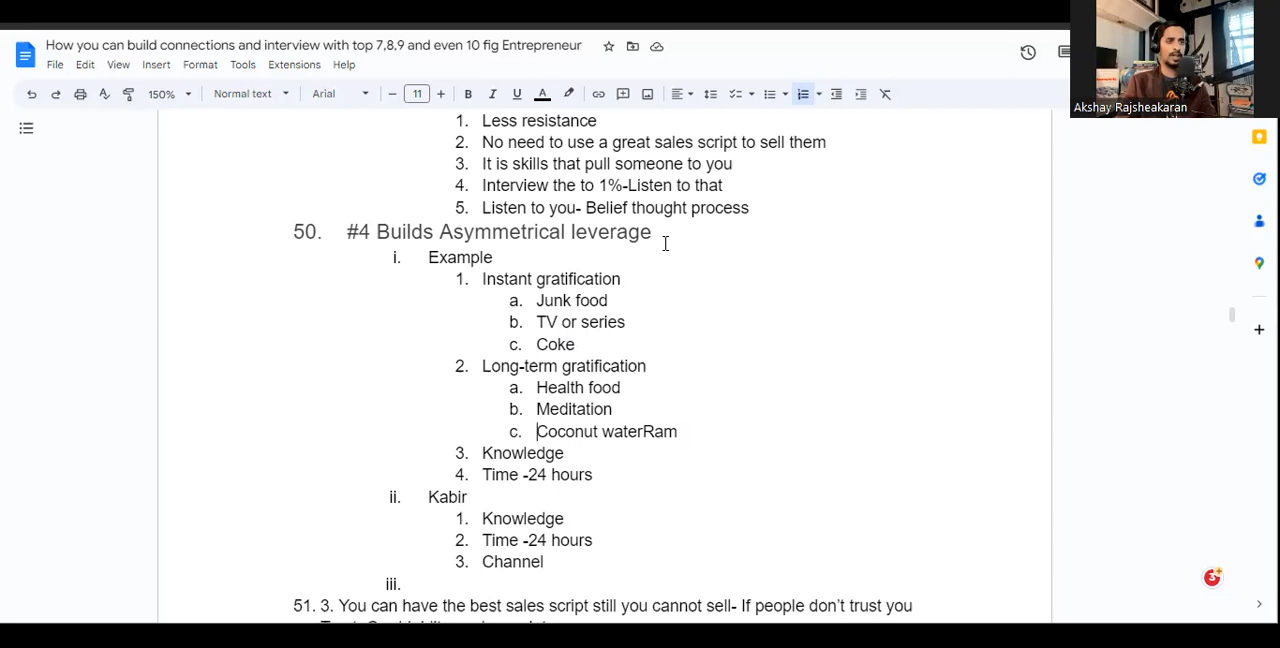 How you can build connections and interview with top 7,8,9 and even 10 fig Entrepreneur
File Edit View Insert Format Tools Extensions Help
150% Normal text Arial 11 B I U A
Akshay Rajsheakaran
1. Less resistance
2. No need to use a great sales script to sell them
3. It is skills that pull someone to you
4. Interview the to 1%-Listen to that
5. Listen to you- Belief thought process
50. #4 Builds Asymmetrical leverage
i. Example
1. Instant gratification
a. Junk food
b. TV or series
c. Coke
2. Long-term gratification
a. Health food
b. Meditation
c. Coconut waterRam
3. Knowledge
4. Time -24 hours
ii. Kabir
1. Knowledge
2. Time -24 hours
3. Channel
iii.
51. 3. You can have the best sales script still you cannot sell- If people don’t trust you